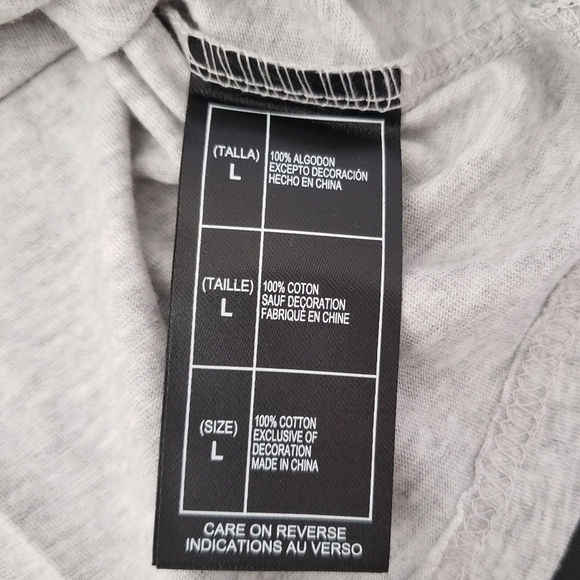 (TALLA)
L
100% ALGODON
EXCEPTO DECORACIÓN
HECHO EN CHINA
(TAILLE)
L
100% COTON
SAUF DECORATION
FABRIQUÉ EN CHINE
(SIZE)
L
100% COTTON
EXCLUSIVE OF
DECORATION
MADE IN CHINA
CARE ON REVERSE
INDICATIONS AU VERSO